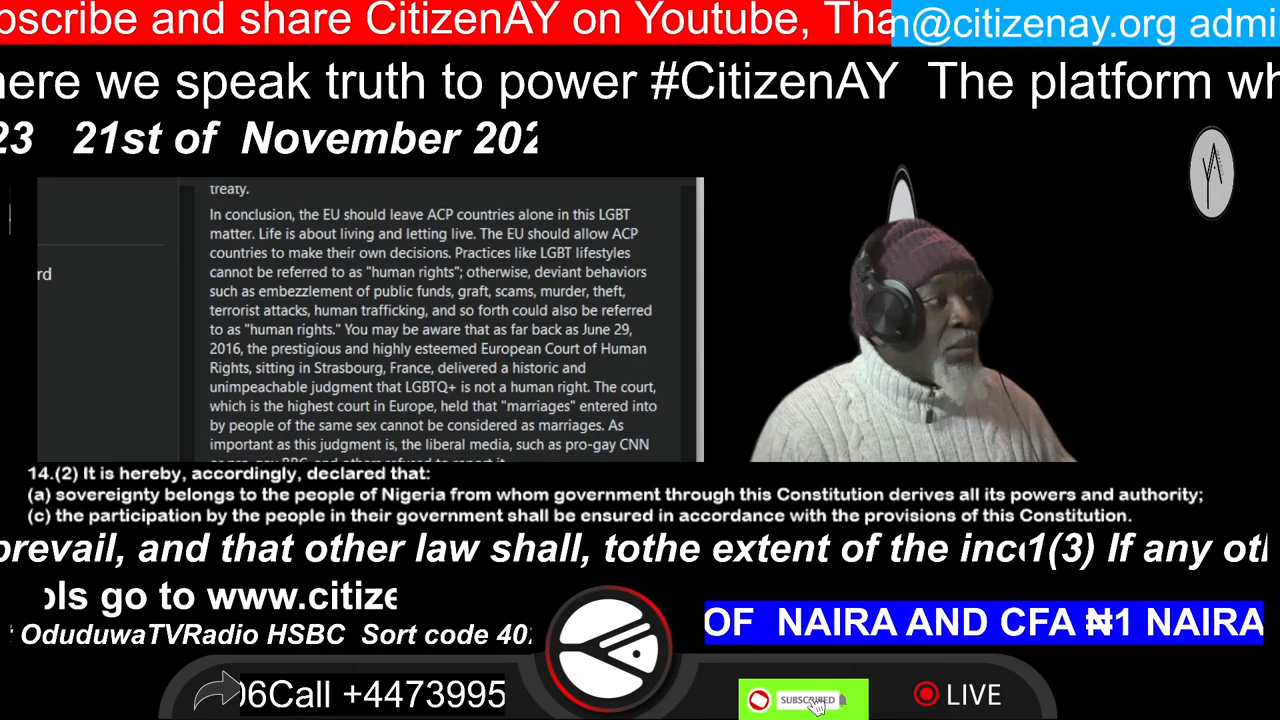 bscribe and share CitizenAY on Youtube, Tha
n@citizenay.org admi
here we speak truth to power #CitizenAY The platform wh
23 21st of November 202
treaty.
In conclusion, the EU should leave ACP countries alone in this LGBT
matter. Life is about living and letting live. The EU should allow ACP
countries to make their own decisions. Practices like LGBT lifestyles
cannot be referred to as "human rights"; otherwise, deviant behaviors
such as embezzlement of public funds, graft, scams, murder, theft,
terrorist attacks, human trafficking, and so forth could also be referred
to as "human rights." You may be aware that as far back as June 29,
2016, the prestigious and highly esteemed European Court of Human
Rights, sitting in Strasbourg, France, delivered a historic and
unimpeachable judgment that LGBTQ+ is not a human right. The court,
which is the highest court in Europe, held that "marriages" entered into
by people of the same sex cannot be considered as marriages. As
important as this judgment is, the liberal media, such as pro-gay CNN
rd
14.(2) It is hereby, accordingly, declared that:
(a) sovereignty belongs to the people of Nigeria from whom government through this Constitution derives all its powers and authority;
(c) the participation by the people in their government shall be ensured in accordance with the provisions of this Constitution.
prevail, and that other law shall, tothe extent of the inc
1(3) If any otl
ols go to www.citize
OduduwaTVRadio HSBC Sort code 40
OF NAIRA AND CFA ₦1 NAIRA
06Call +4473995
SUBSCRIBED
LIVE